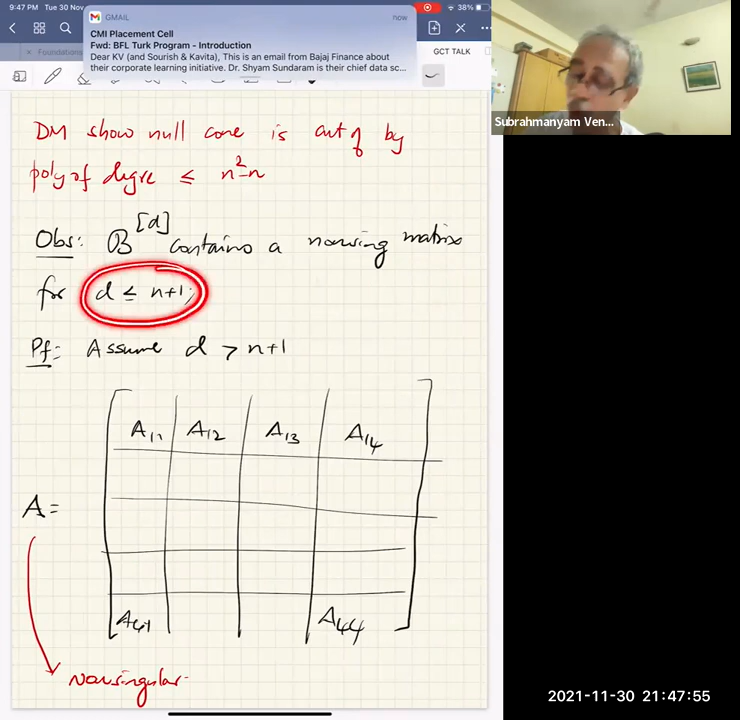 9:47 PM Tue 30 Nov
GMAIL
now
38%
CMI Placement Cell
Fwd: BFL Turk Program - Introduction
Dear KV (and Sourish & Kavita), This is an email from Bajaj Finance about
their corporate learning initiative. Dr. Shyam Sundaram is their chief data sc...
Foundations
GCT TALK
Subrahmanyam Ven...
DM show null cone is cut of by
poly of degre ≤ n²-n
Obs: B^[d] contains a nonsing matrix
for d ≤ n+1;
Pf: Assume d > n+1
A₁₁ A₁₂ A₁₃ A₁₄
A=
A₄₁ A₄₄
nonsingular
2021-11-30 21:47:55